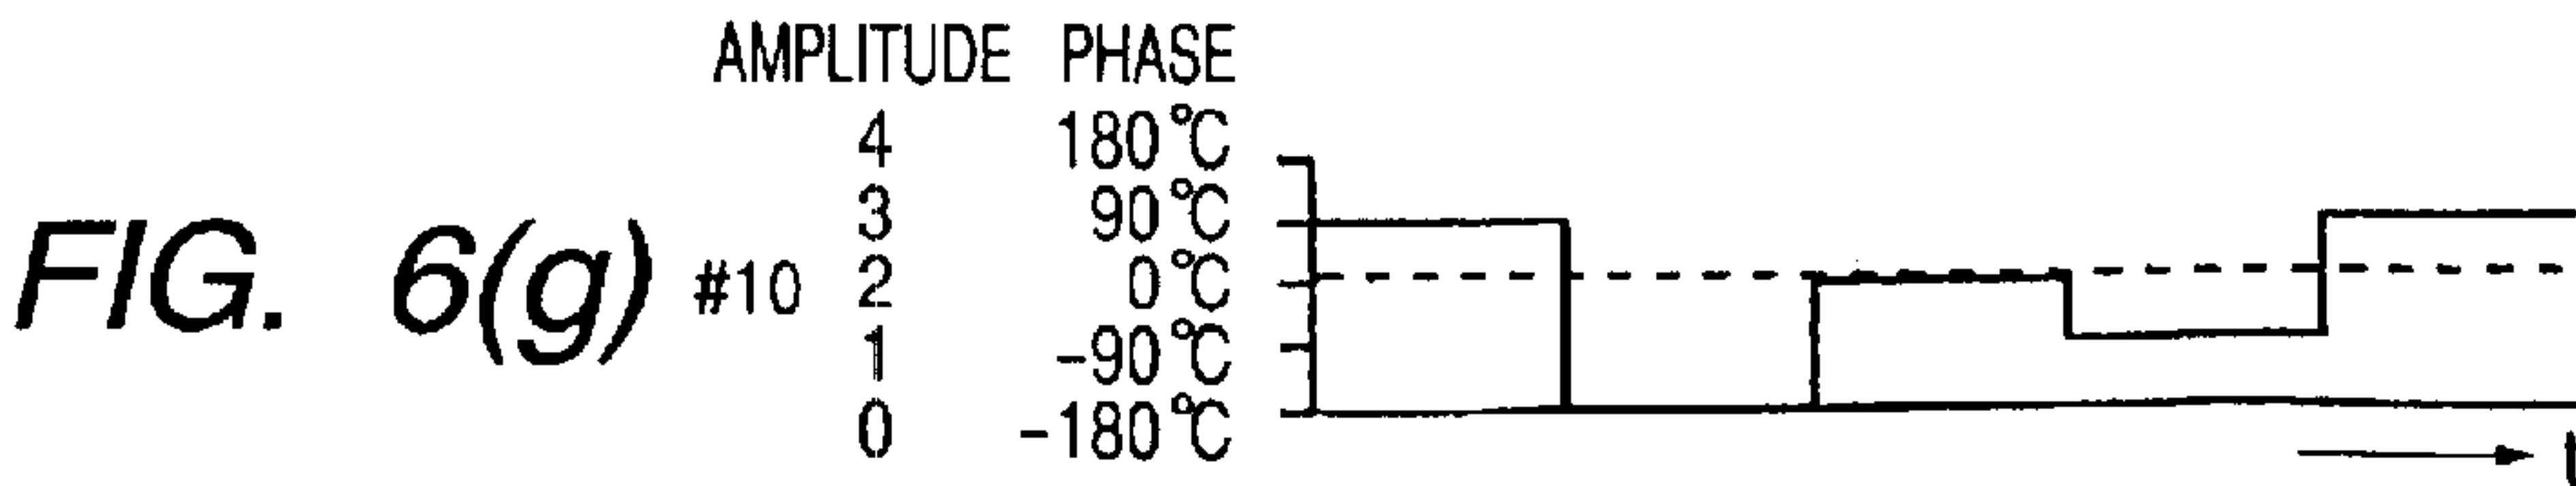 AMPLITUDE PHASE
4 180°C
3 90°C
FIG. 6(g) #10 2 0°C
1 -90°C
0 -180°C
t